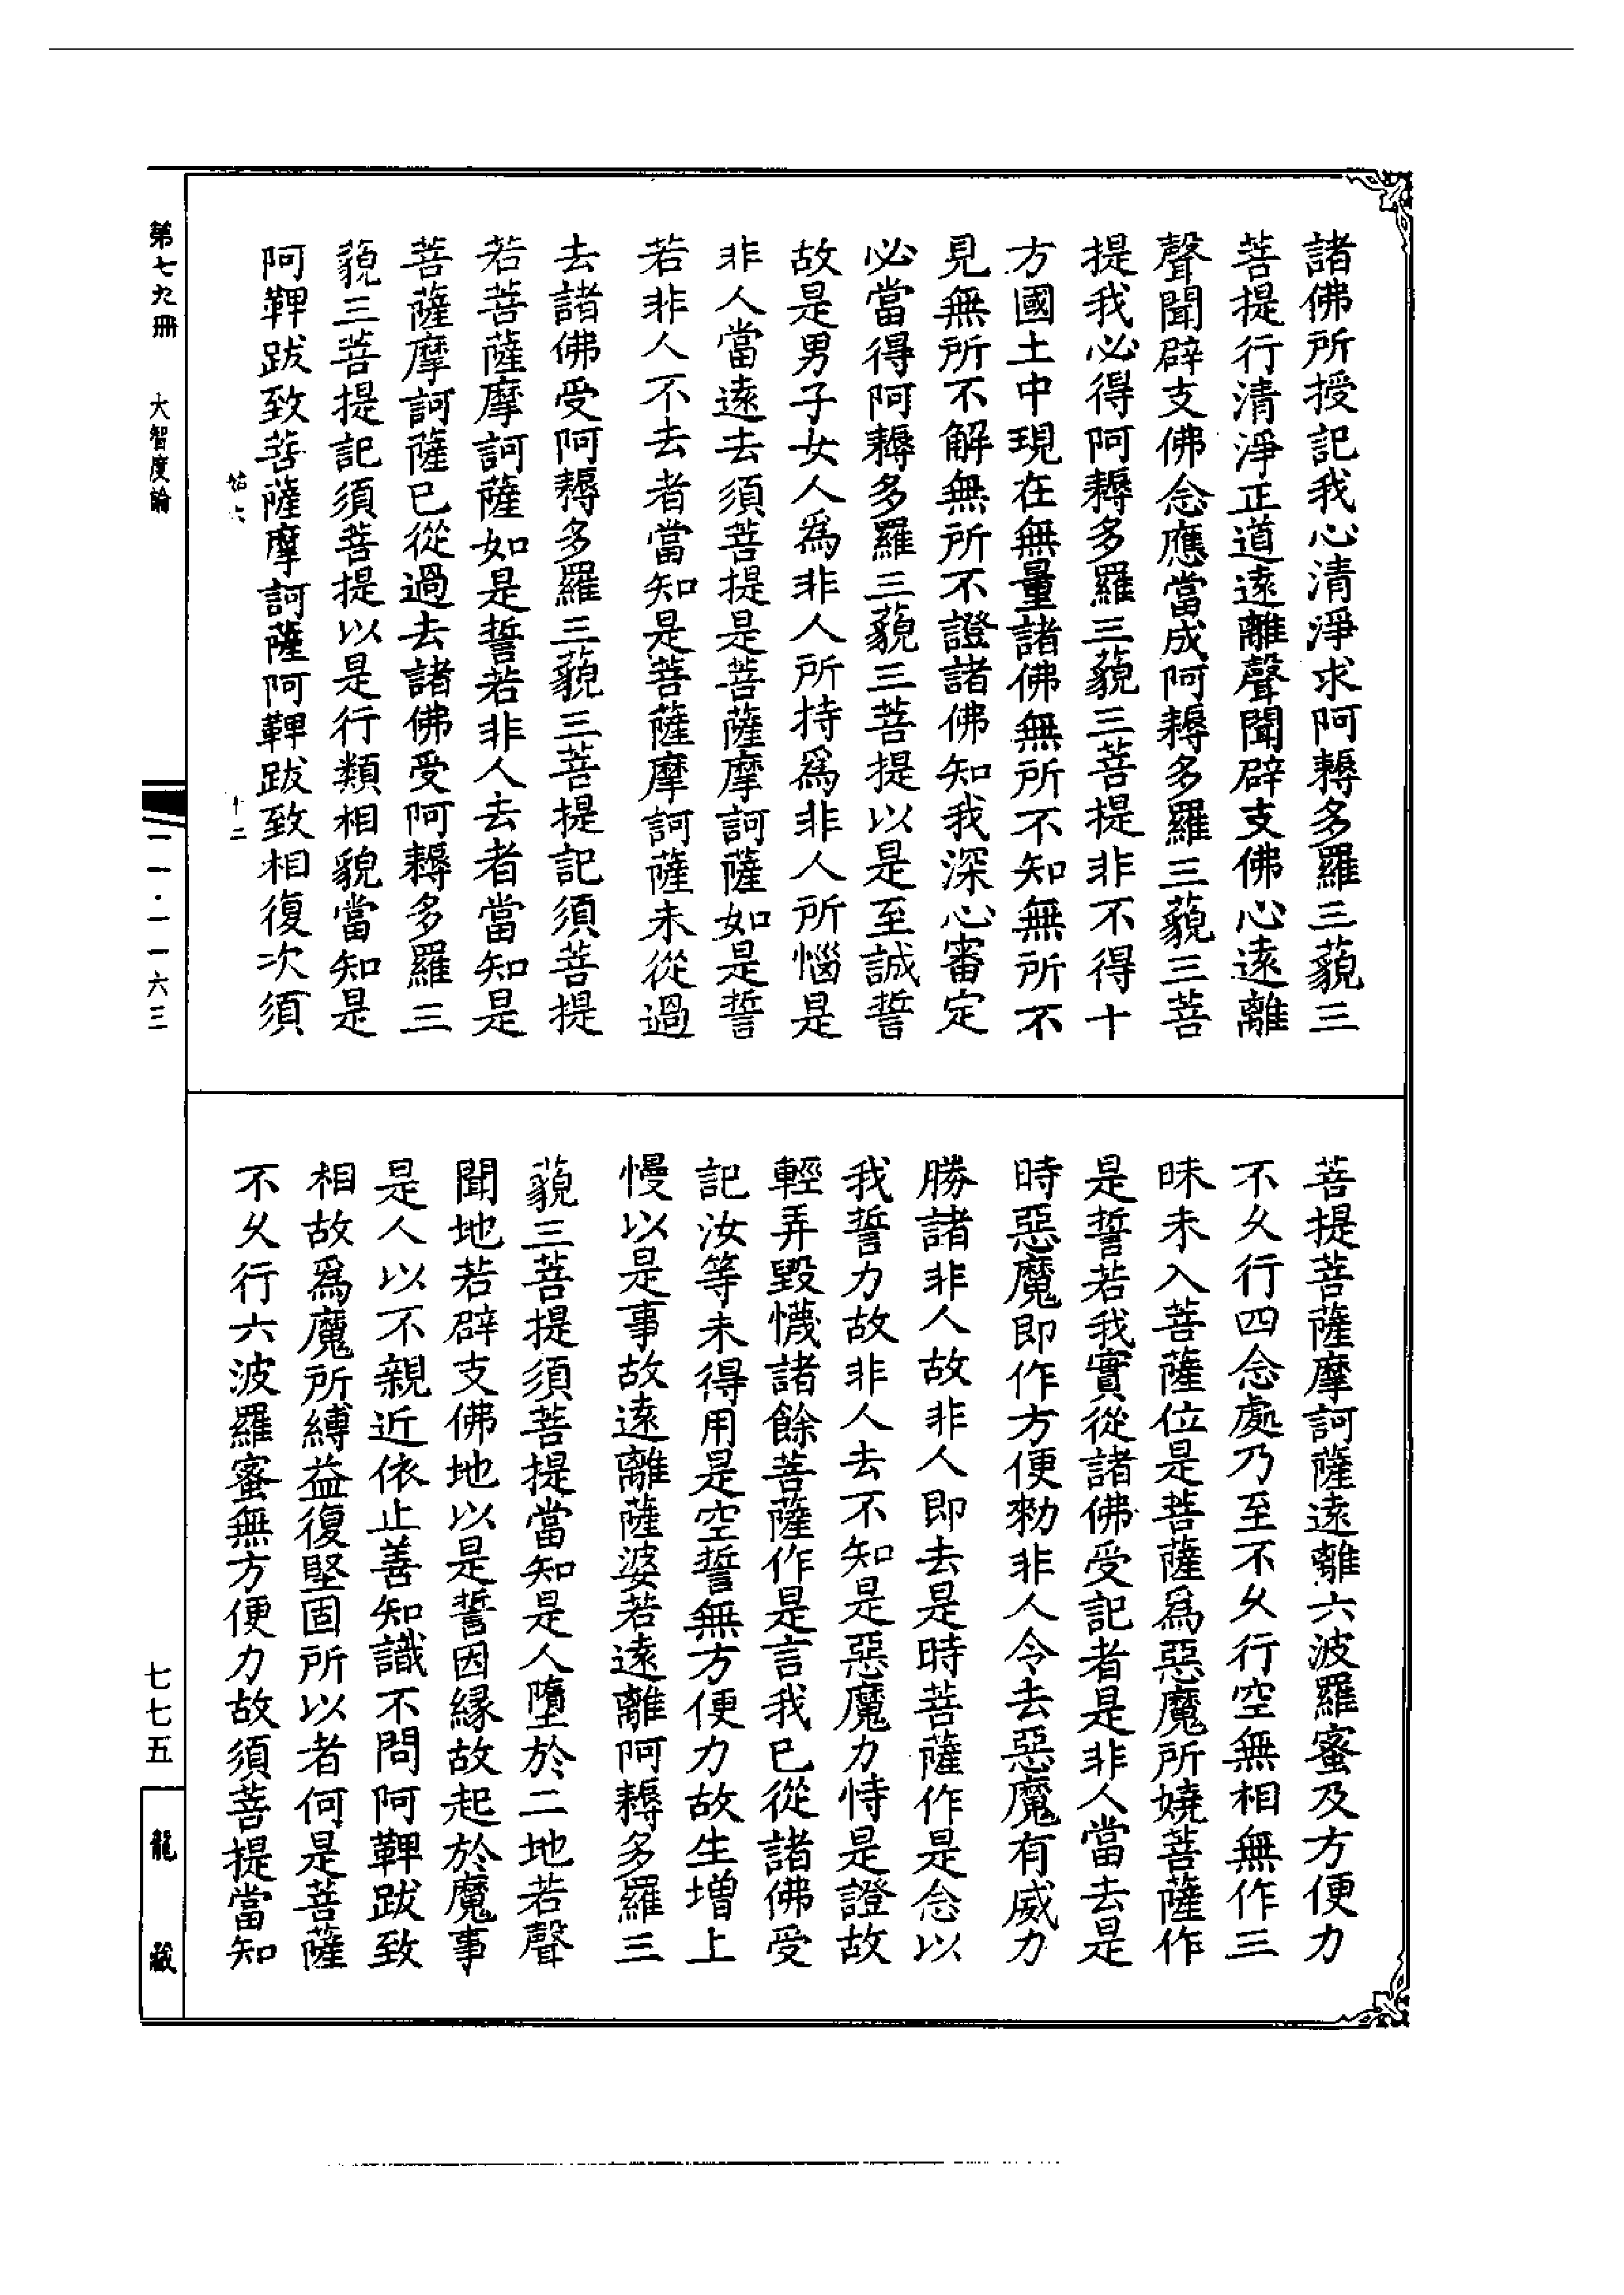 諸佛所授記我心清淨求阿耨多羅三藐三
菩提行清淨正道遠離聲聞辟支佛心遠離
聲聞辟支佛念應當成阿耨多羅三藐三菩
提我必得阿耨多羅三藐三菩提非不得十
方國土中現在無量諸佛無所不知無所不
見無所不解無所不證諸佛知我深心審定
必當得阿耨多羅三藐三菩提以是至誠誓
故是男子女人爲非人所持爲非人所惱是
非人當遠去須菩提是菩薩摩訶薩如是誓
若非人不去者當知是菩薩摩訶薩未從過
去諸佛受阿耨多羅三藐三菩提記須菩提
若菩薩摩訶薩如是誓若非人去者當知是
菩薩摩訶薩已從過去諸佛受阿耨多羅三
藐三菩提記須菩提以是行類相貌當知是
阿鞞跋致菩薩摩訶薩阿鞞跋致相復次須
菩提菩薩摩訶薩遠離六波羅蜜及方便力
不久行四念處乃至不久行空無相無作三
昧未入菩薩位是菩薩爲惡魔所嬈菩薩作
是誓若我實從諸佛受記者是非人當去是
時惡魔即作方便勑非人令去惡魔有威力
勝諸非人故非人即去是時菩薩作是念以
我誓力故非人去不知是惡魔力恃是證故
輕弄毀懱諸餘菩薩作是言我已從諸佛受
記汝等未得用是空誓無方便力故生增上
慢以是事故遠離薩婆若遠離阿耨多羅三
藐三菩提須菩提當知是人墮於二地若聲
聞地若辟支佛地以是誓因緣故起於魔事
是人以不親近依止善知識不問阿鞞跋致
相故爲魔所縛益復堅固所以者何是菩薩
不久行六波羅蜜無方便力故須菩提當知
第七九冊 大智度論
十二
一一·一一六三
七七五
龍藏